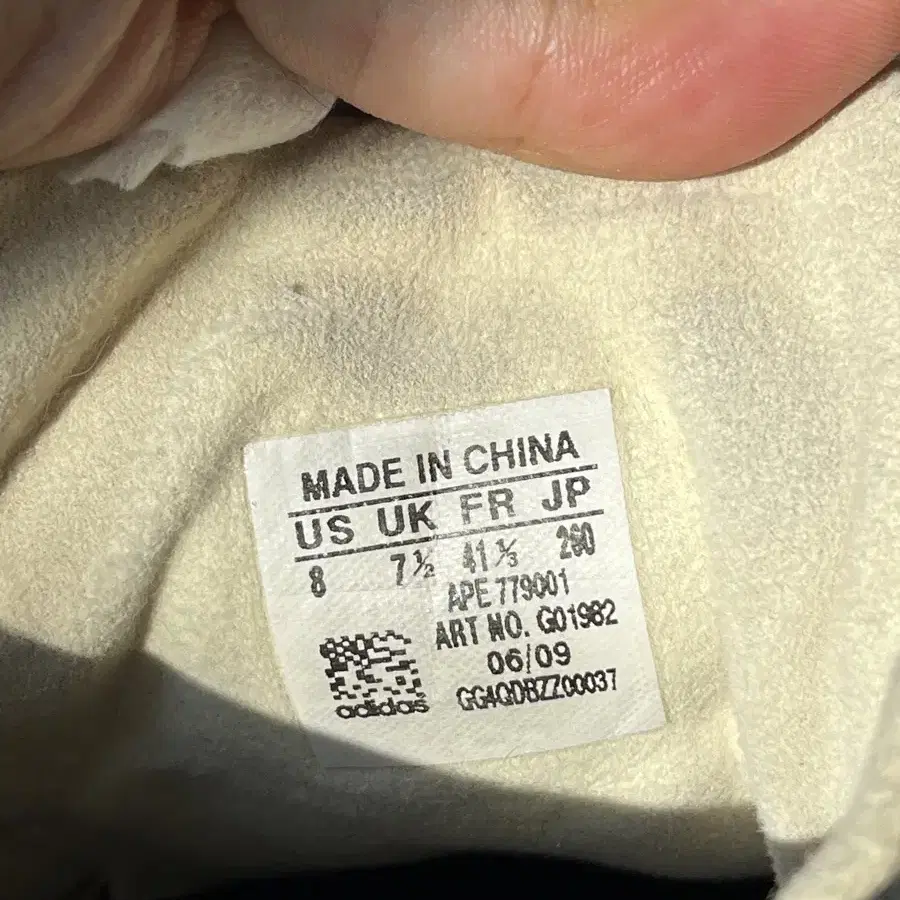 MADE IN CHINA
US UK FR JP
8 7½ 41⅓ 260
APE 779001
ART NO. G01982
06/09
GG4QDBZZ00037
adidas